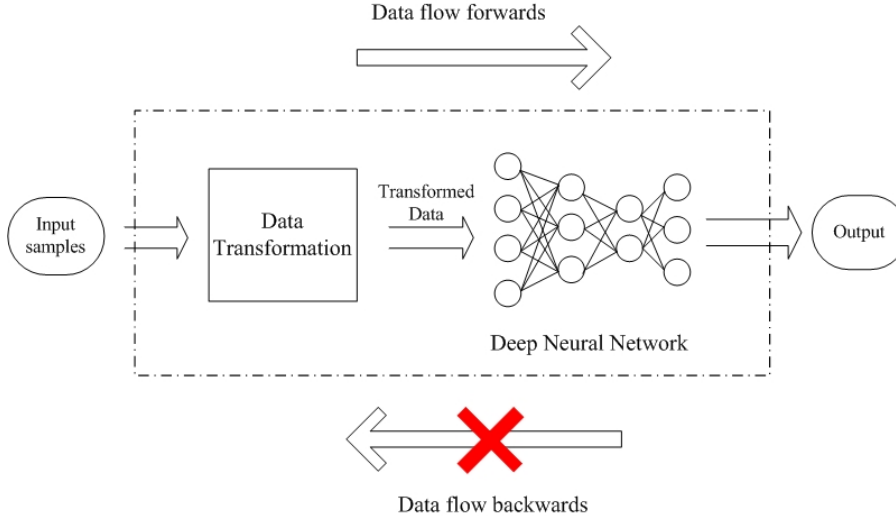 Data flow forwards
Input
samples
Data
Transformation
Transformed
Data
Deep Neural Network
Output
Data flow backwards